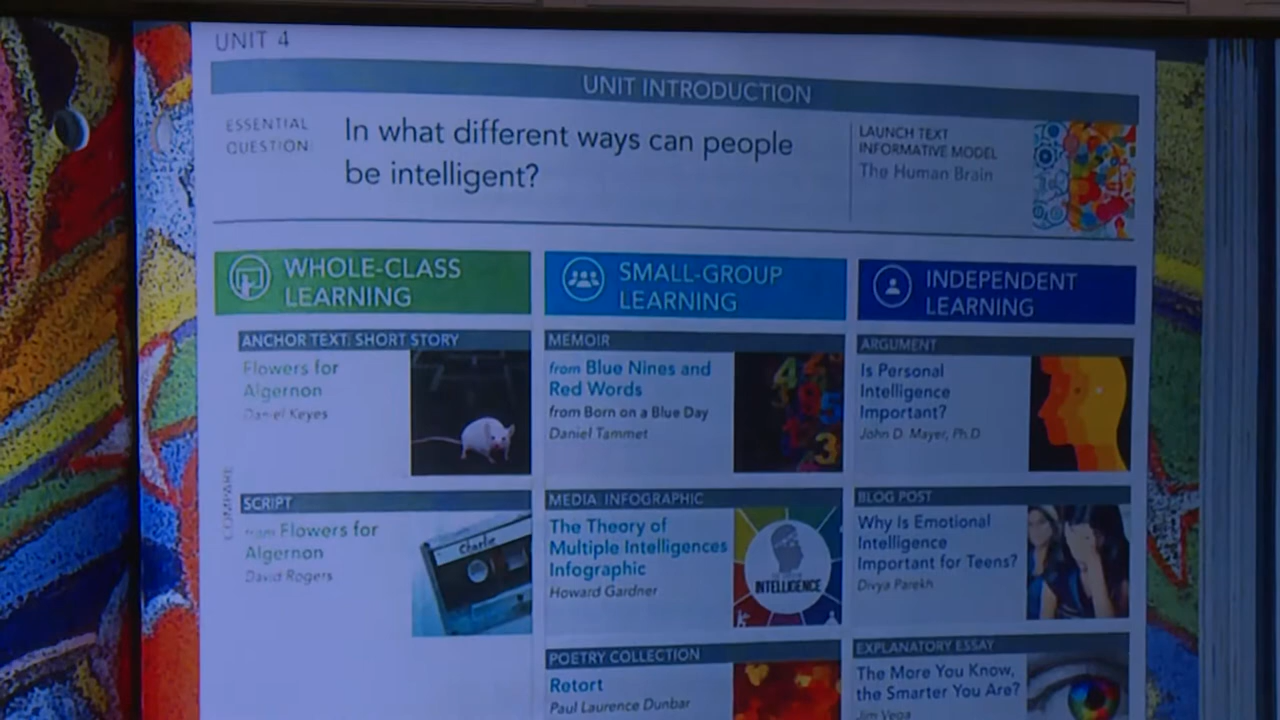 UNIT 4
UNIT INTRODUCTION
ESSENTIAL
QUESTION:
In what different ways can people
be intelligent?
LAUNCH TEXT
INFORMATIVE MODEL
The Human Brain
WHOLE-CLASS
LEARNING
ANCHOR TEXT: SHORT STORY
Flowers for
Algernon
Daniel Keyes
COMPARE
SCRIPT
from Flowers for
Algernon
David Rogers
Charlie
SMALL-GROUP
LEARNING
MEMOIR
from Blue Nines and
Red Words
from Born on a Blue Day
Daniel Tammet
MEDIA: INFOGRAPHIC
The Theory of
Multiple Intelligences
Infographic
Howard Gardner
INTELLIGENCE
POETRY COLLECTION
Retort
Paul Laurence Dunbar
INDEPENDENT
LEARNING
ARGUMENT
Is Personal
Intelligence
Important?
John D. Mayer, Ph.D
BLOG POST
Why Is Emotional
Intelligence
Important for Teens?
Divya Parekh
EXPLANATORY ESSAY
The More You Know,
the Smarter You Are?
Jim Vega